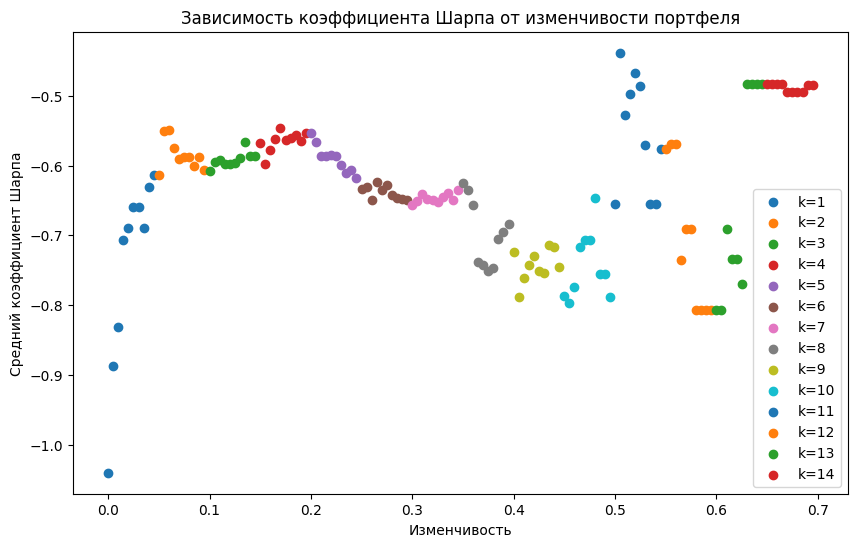 Зависимость коэффициента Шарпа от изменчивости портфеля
Средний коэффициент Шарпа
−0.5
−0.6
−0.7
−0.8
−0.9
−1.0
0.0 0.1 0.2 0.3 0.4 0.5 0.6 0.7
Изменчивость
k=1
k=2
k=3
k=4
k=5
k=6
k=7
k=8
k=9
k=10
k=11
k=12
k=13
k=14